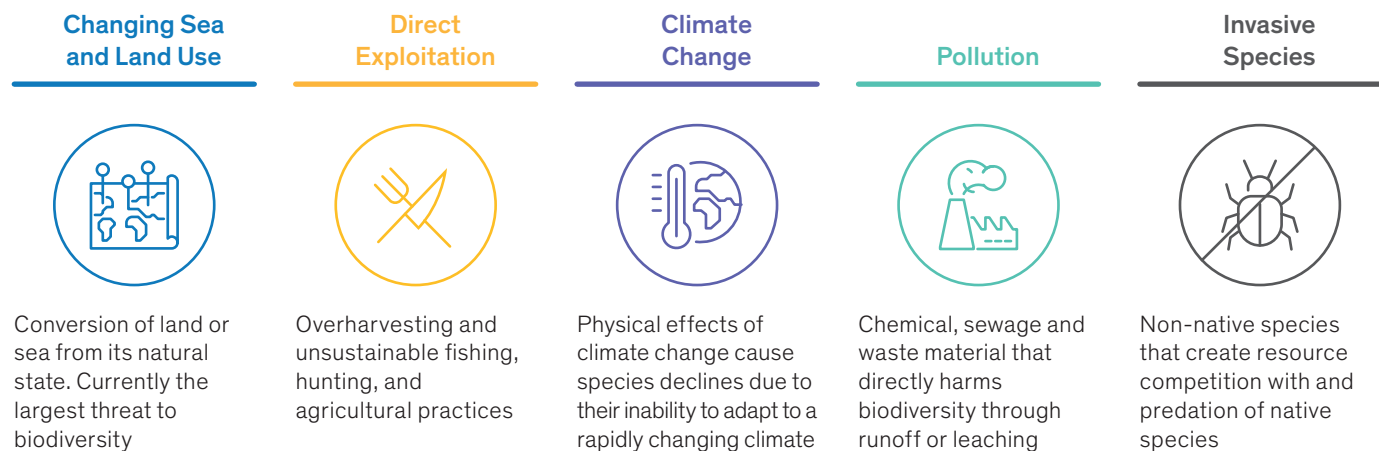 Changing Sea
and Land Use
Direct
Exploitation
Climate
Change
Pollution
Invasive
Species
Conversion of land or
sea from its natural
state. Currently the
largest threat to
biodiversity
Overharvesting and
unsustainable fishing,
hunting, and
agricultural practices
Physical effects of
climate change cause
species declines due to
their inability to adapt to a
rapidly changing climate
Chemical, sewage and
waste material that
directly harms
biodiversity through
runoff or leaching
Non-native species
that create resource
competition with and
predation of native
species